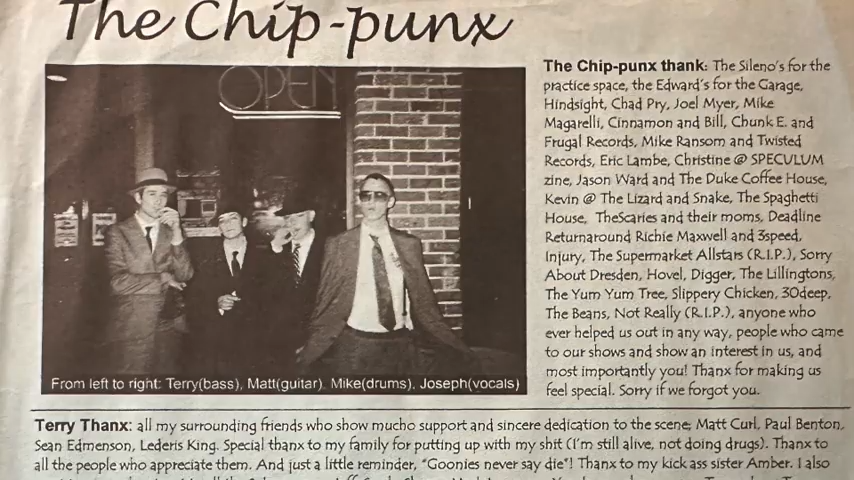 The Chip-punx
OPEN
From left to right: Terry(bass), Matt(guitar). Mike(drums), Joseph(vocals)
The Chip-punx thank: The Sileno's for the
practice space, the Edward's for the Garage,
Hindsight, Chad Pry, Joel Myer, Mike
Magarelli, Cinnamon and Bill, Chunk E. and
Frugal Records, Mike Ransom and Twisted
Records, Eric Lambe, Christine @ SPECULUM
zine, Jason Ward and The Duke Coffee House,
Kevin @ The Lizard and Snake, The Spaghetti
House, TheScaries and their moms, Deadline
Returnaround Richie Maxwell and 3speed,
Injury, The Supermarket Allstars (R.I.P.), Sorry
About Dresden, Hovel, Digger, The Lillingtons,
The Yum Yum Tree, Slippery Chicken, 30deep,
The Beans, Not Really (R.I.P.), anyone who
ever helped us out in any way, people who came
to our shows and show an interest in us, and
most importantly you! Thanx for making us
feel special. Sorry if we forgot you.
Terry Thanx: all my surrounding friends who show mucho support and sincere dedication to the scene; Matt Curl, Paul Benton,
Sean Edmenson, Lederis King. Special thanx to my family for putting up with my shit (I'm still alive, not doing drugs). Thanx to
all the people who appreciate them. And just a little reminder, "Goonies never say die"! Thanx to my kick ass sister Amber. I also